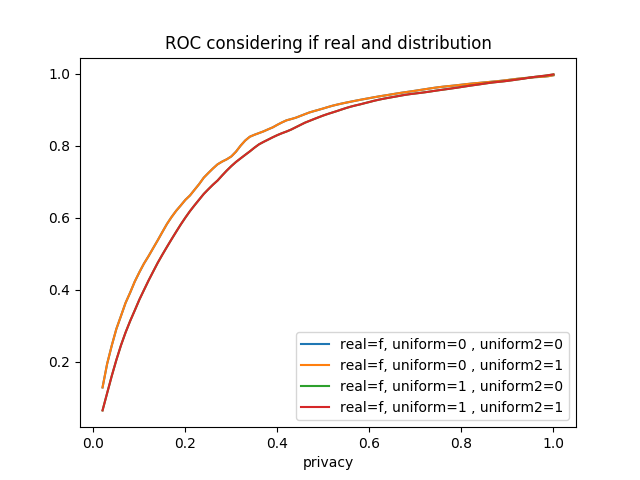 ROC considering if real and distribution
1.0
0.8
0.6
0.4
0.2
real=f, uniform=0 , uniform2=0
real=f, uniform=0 , uniform2=1
real=f, uniform=1 , uniform2=0
real=f, uniform=1 , uniform2=1
0.0 0.2 0.4 0.6 0.8 1.0
privacy